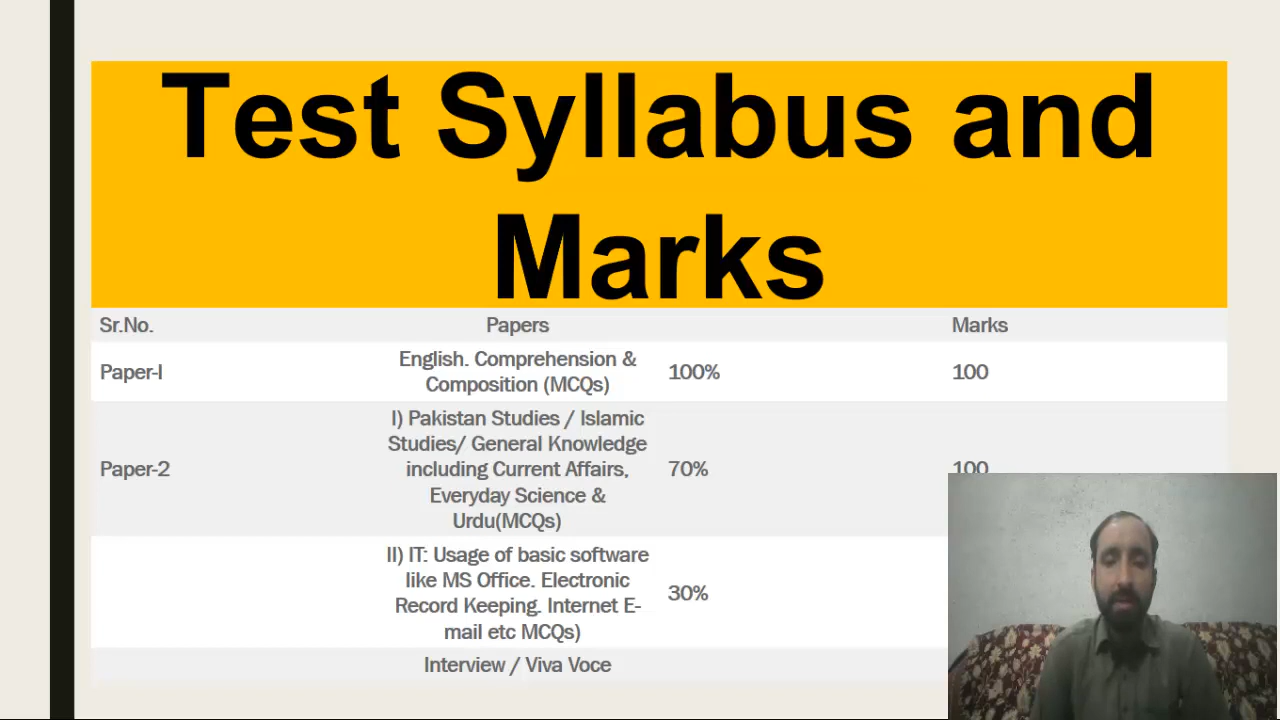 Test Syllabus and
Marks
Sr.No. Papers Marks
Paper-I English. Comprehension & Composition (MCQs) 100% 100
Paper-2 I) Pakistan Studies / Islamic Studies/ General Knowledge including Current Affairs, Everyday Science & Urdu(MCQs) 70% 100
II) IT: Usage of basic software like MS Office. Electronic Record Keeping. Internet E-mail etc MCQs) 30%
Interview / Viva Voce